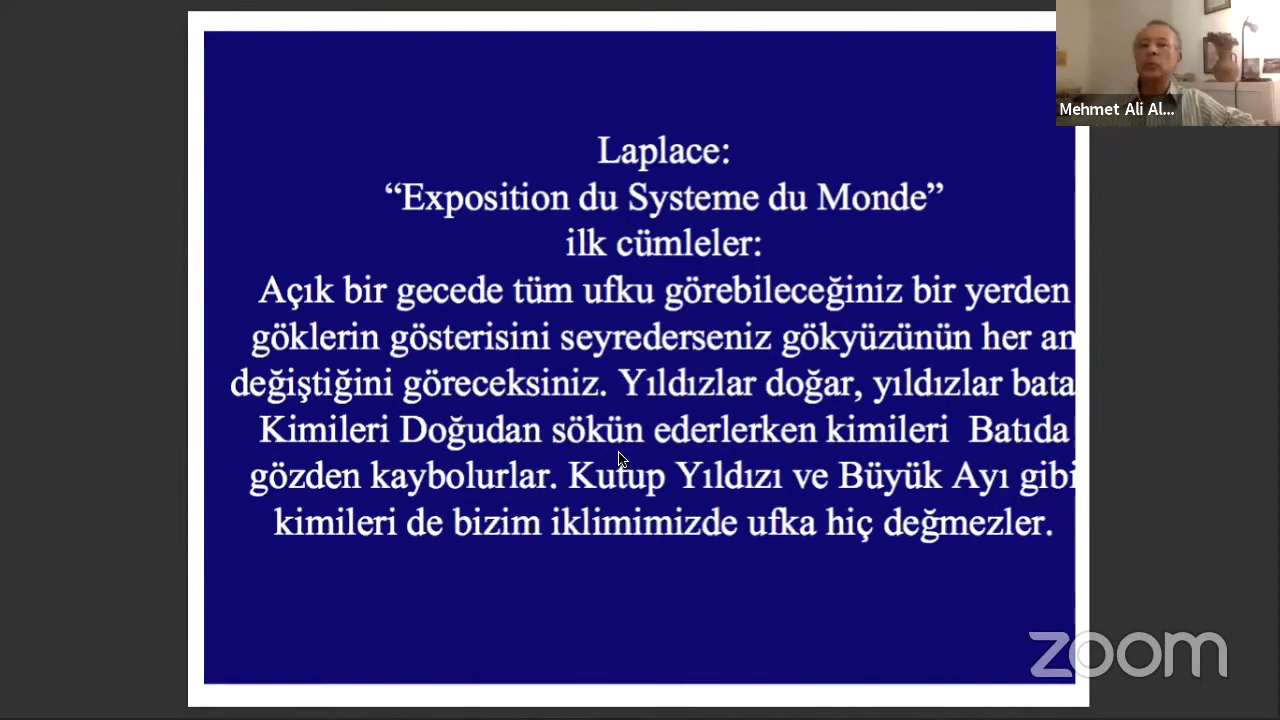 Laplace:
“Exposition du Systeme du Monde”
ilk cümleler:
Açık bir gecede tüm ufku görebileceğiniz bir yerden
göklerin gösterisini seyrederseniz gökyüzünün her an
değiştiğini göreceksiniz. Yıldızlar doğar, yıldızlar bata
Kimileri Doğudan sökün ederlerken kimileri  Batıda
gözden kaybolurlar. Kutup Yıldızı ve Büyük Ayı gibi
kimileri de bizim iklimimizde ufka hiç değmezler.
Mehmet Ali Al...
zoom